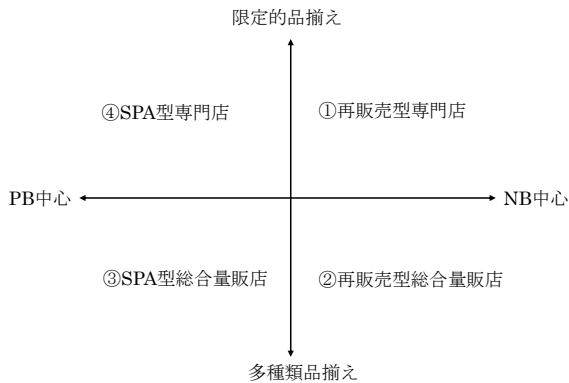 限定的品揃え
④SPA型専門店
①再販売型専門店
PB中心
NB中心
③SPA型総合量販店
②再販売型総合量販店
多種類品揃え